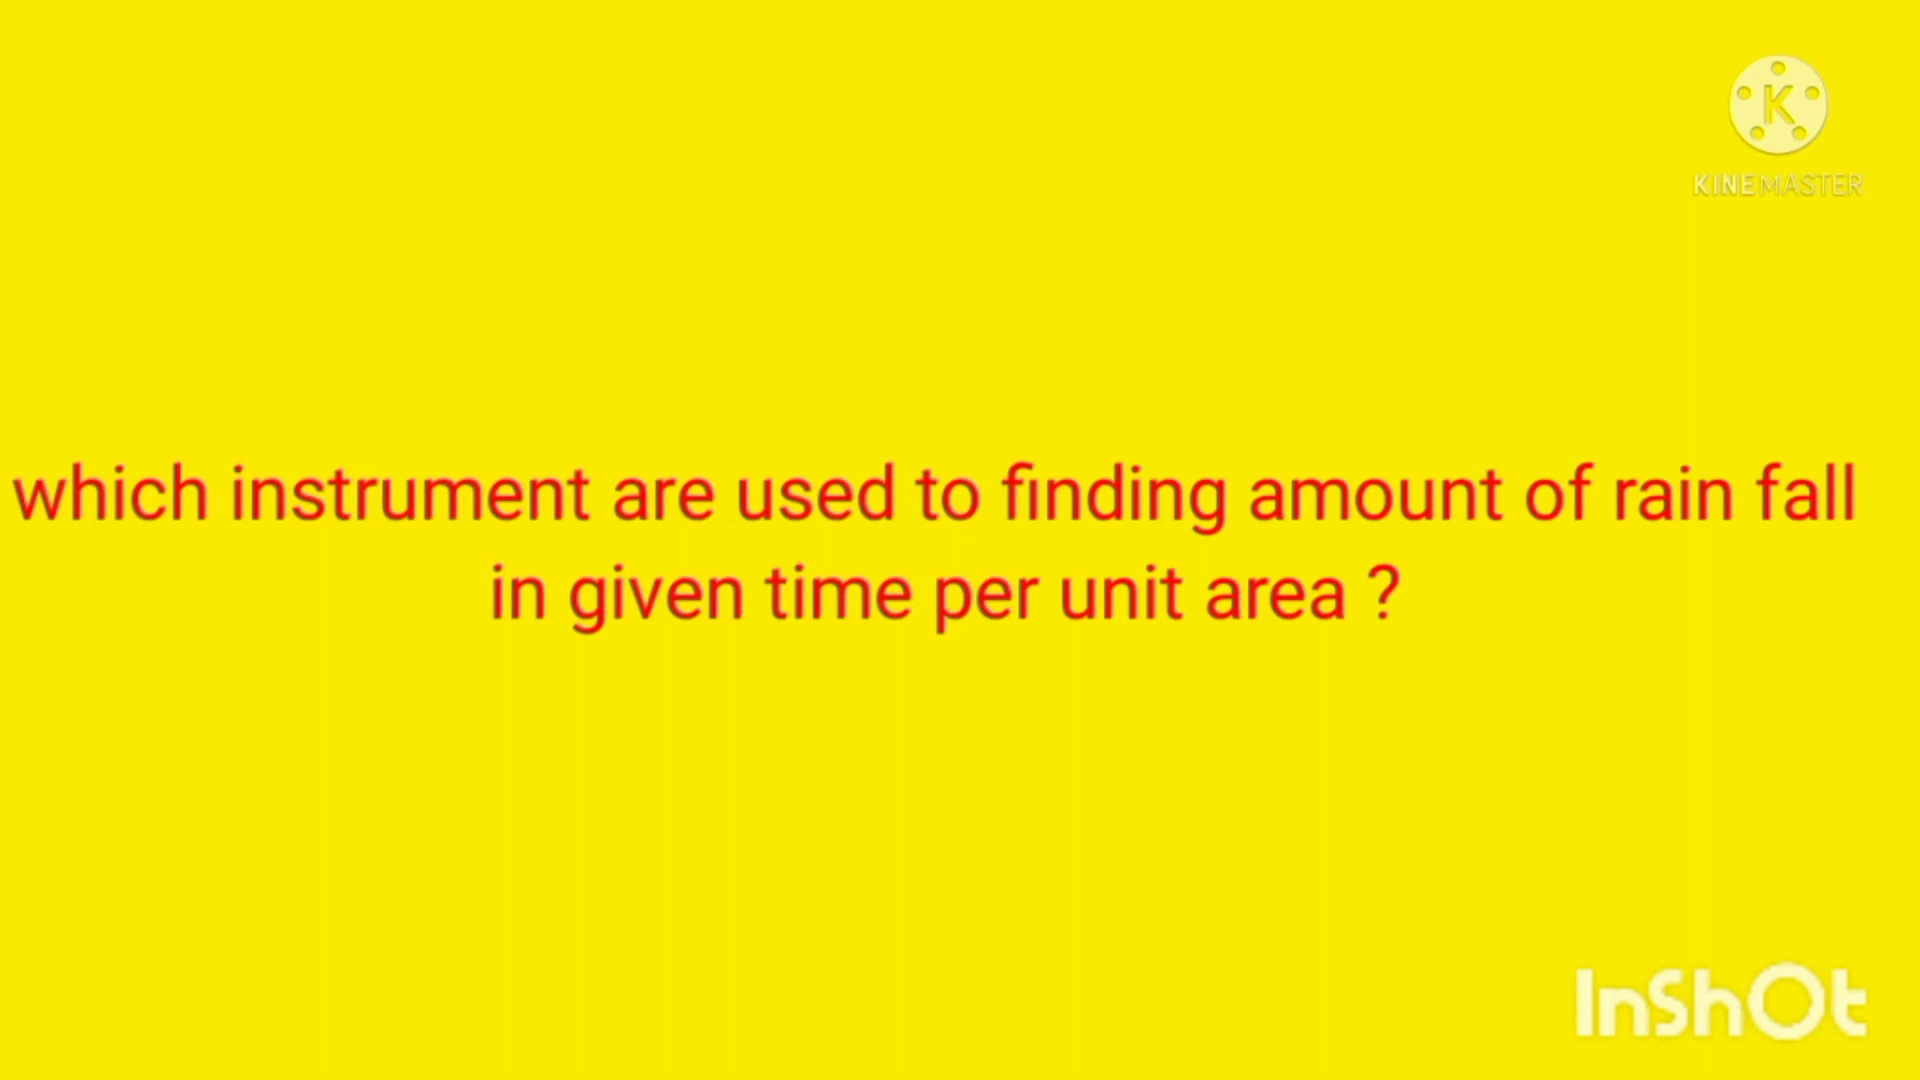 K
KINEMASTER
which instrument are used to finding amount of rain fall
in given time per unit area ?
InShOt